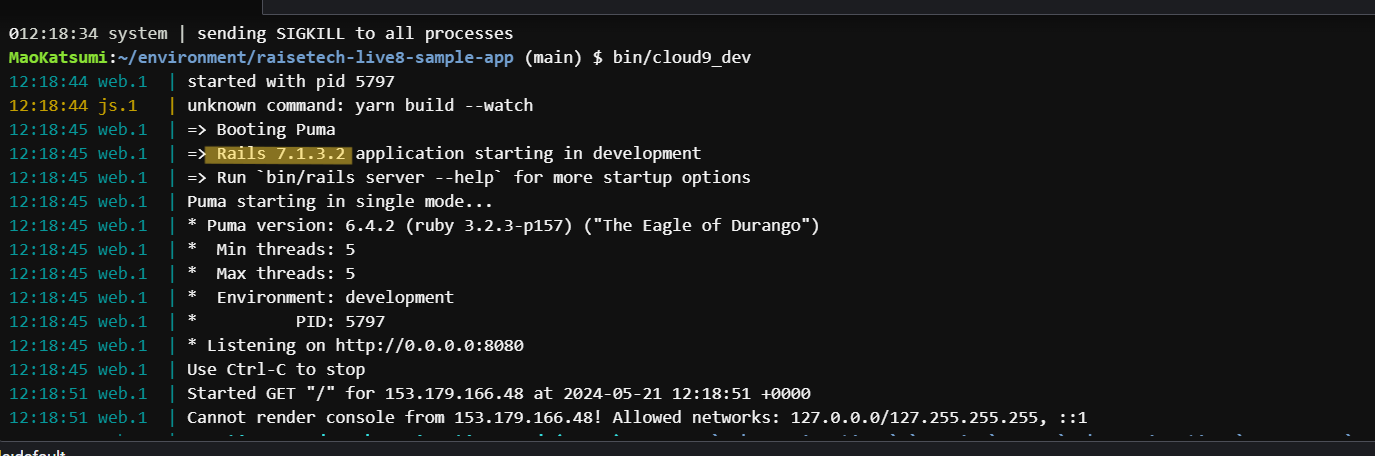 012:18:34 system | sending SIGKILL to all processes
MaoKatsumi:~/environment/raisetech-live8-sample-app (main) $ bin/cloud9_dev
12:18:44 web.1  | started with pid 5797
12:18:44 js.1   | unknown command: yarn build --watch
12:18:45 web.1  | => Booting Puma
12:18:45 web.1  | => Rails 7.1.3.2 application starting in development
12:18:45 web.1  | => Run `bin/rails server --help` for more startup options
12:18:45 web.1  | Puma starting in single mode...
12:18:45 web.1  | * Puma version: 6.4.2 (ruby 3.2.3-p157) ("The Eagle of Durango")
12:18:45 web.1  | *  Min threads: 5
12:18:45 web.1  | *  Max threads: 5
12:18:45 web.1  | *  Environment: development
12:18:45 web.1  | *          PID: 5797
12:18:45 web.1  | * Listening on http://0.0.0.0:8080
12:18:45 web.1  | Use Ctrl-C to stop
12:18:51 web.1  | Started GET "/" for 153.179.166.48 at 2024-05-21 12:18:51 +0000
12:18:51 web.1  | Cannot render console from 153.179.166.48! Allowed networks: 127.0.0.0/127.255.255.255, ::1